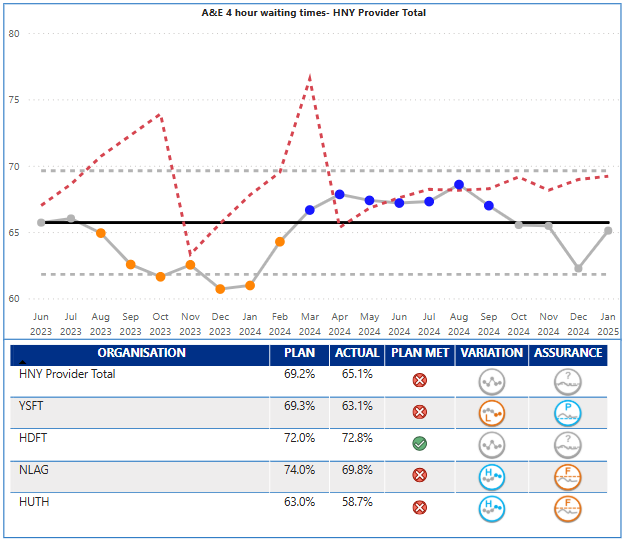 A&E 4 hour waiting times- HNY Provider Total
80
75
70
65
60
Jun Jul Aug Sep Oct Nov Dec Jan Feb Mar Apr May Jun Jul Aug Sep Oct Nov Dec Jan
2023 2023 2023 2023 2023 2023 2023 2024 2024 2024 2024 2024 2024 2024 2024 2024 2024 2024 2024 2025
ORGANISATION PLAN ACTUAL PLAN MET VARIATION ASSURANCE
HNY Provider Total 69.2% 65.1% ?
YSFT 69.3% 63.1% L P
HDFT 72.0% 72.8% ?
NLAG 74.0% 69.8% H F
HUTH 63.0% 58.7% H F